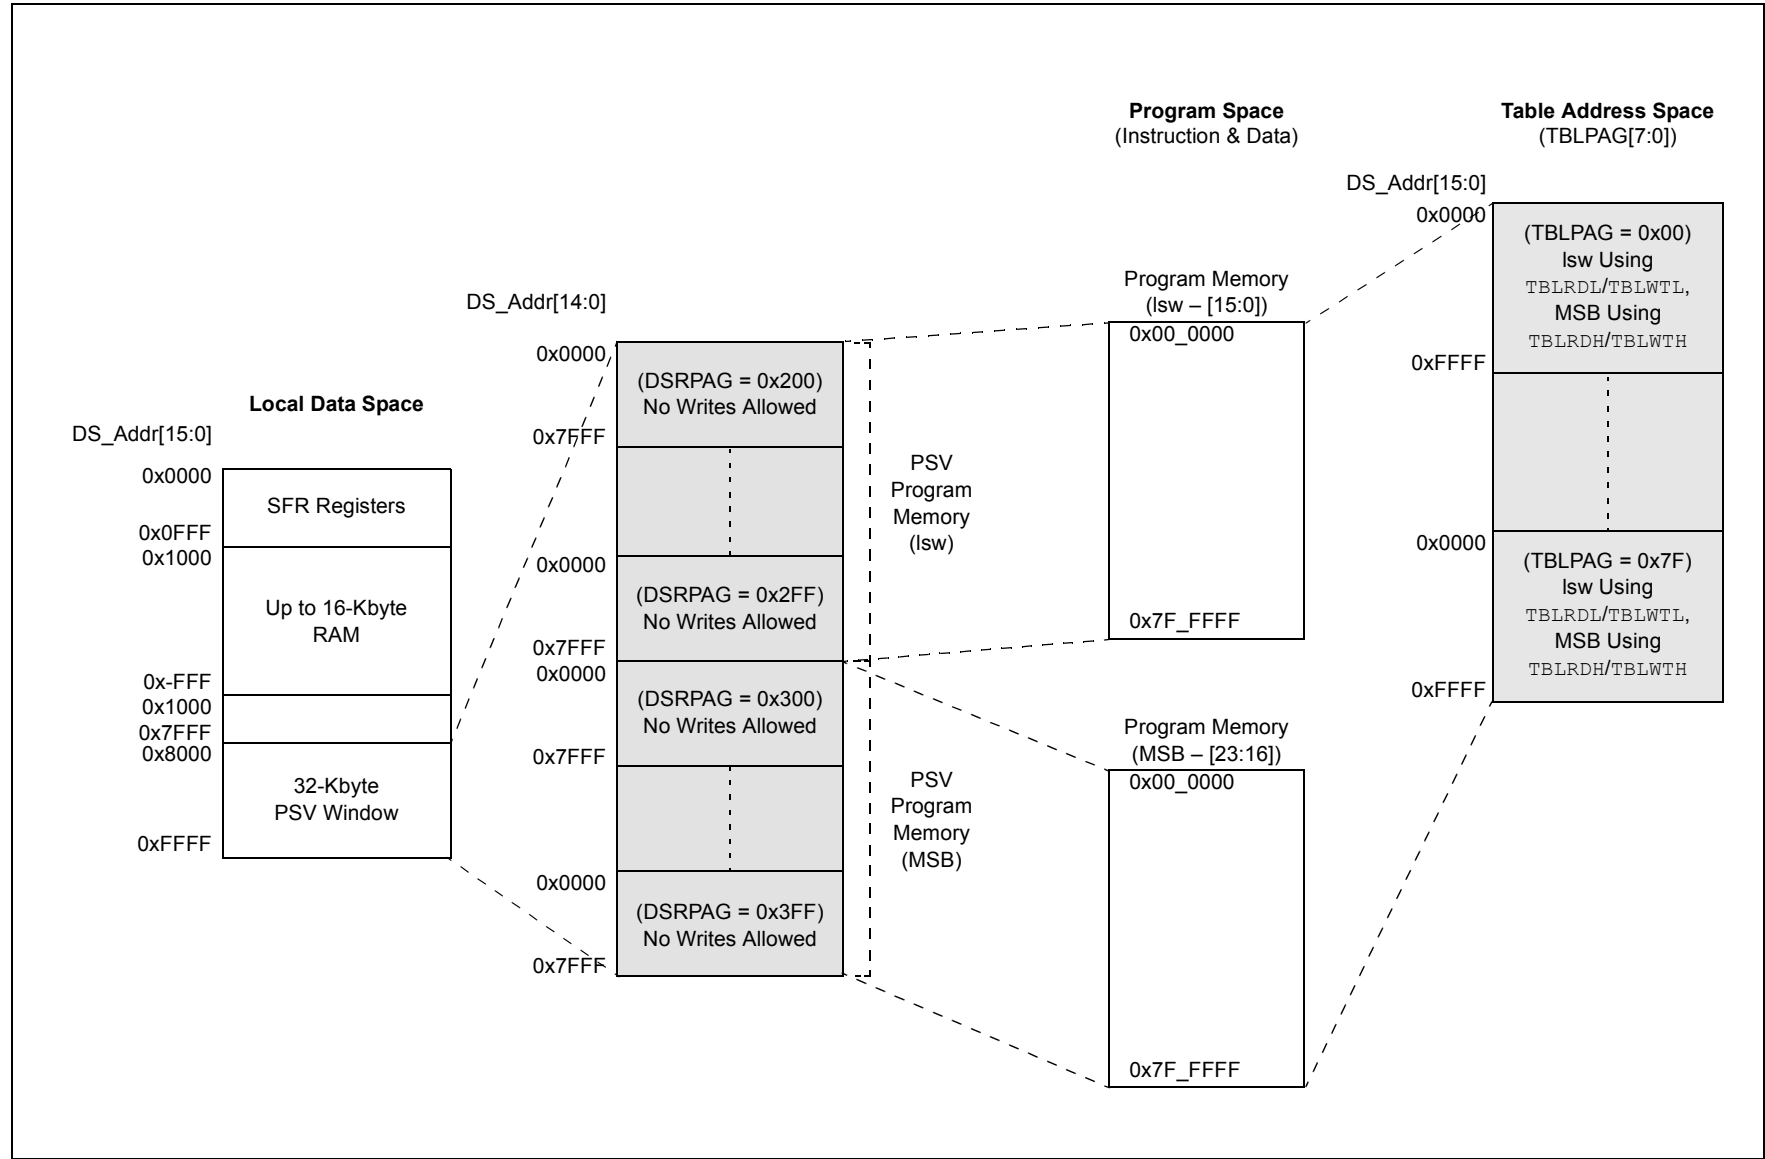 Local Data Space
DS_Addr[15:0]
0x0000
SFR Registers
0x0FFF
0x1000
Up to 16-Kbyte
RAM
0x-FFF
0x1000
0x7FFF
0x8000
32-Kbyte
PSV Window
0xFFFF
DS_Addr[14:0]
0x0000
(DSRPAG = 0x200)
No Writes Allowed
0x7FFF
0x0000
(DSRPAG = 0x2FF)
No Writes Allowed
0x7FFF
0x0000
(DSRPAG = 0x300)
No Writes Allowed
0x7FFF
0x0000
(DSRPAG = 0x3FF)
No Writes Allowed
0x7FFF
PSV
Program
Memory
(lsw)
PSV
Program
Memory
(MSB)
Program Space
(Instruction & Data)
Program Memory
(lsw – [15:0])
0x00_0000
0x7F_FFFF
Program Memory
(MSB – [23:16])
0x00_0000
0x7F_FFFF
Table Address Space
(TBLPAG[7:0])
DS_Addr[15:0]
0x0000
(TBLPAG = 0x00)
lsw Using
TBLRDL/TBLWTL,
MSB Using
TBLRDH/TBLWTH
0xFFFF
0x0000
(TBLPAG = 0x7F)
lsw Using
TBLRDL/TBLWTL,
MSB Using
TBLRDH/TBLWTH
0xFFFF